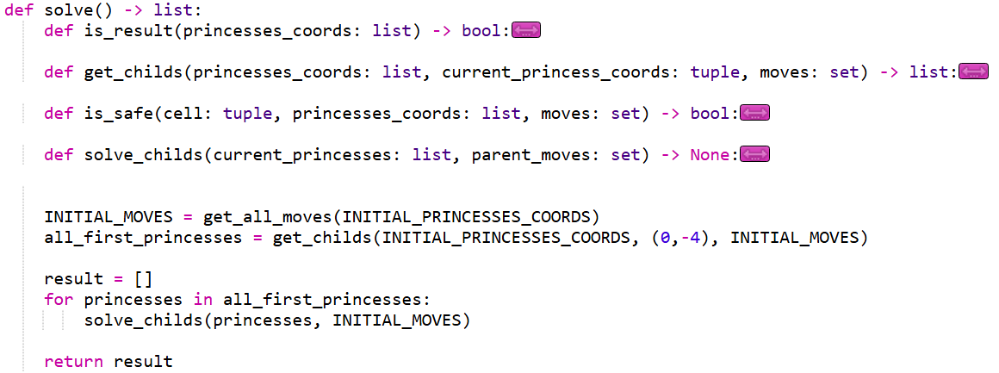 def solve() -> list:
    def is_result(princesses_coords: list) -> bool:
    def get_childs(princesses_coords: list, current_princess_coords: tuple, moves: set) -> list:
    def is_safe(cell: tuple, princesses_coords: list, moves: set) -> bool:
    def solve_childs(current_princesses: list, parent_moves: set) -> None:
    INITIAL_MOVES = get_all_moves(INITIAL_PRINCESSES_COORDS)
    all_first_princesses = get_childs(INITIAL_PRINCESSES_COORDS, (0,-4), INITIAL_MOVES)
    result = []
    for princesses in all_first_princesses:
        solve_childs(princesses, INITIAL_MOVES)
    return result